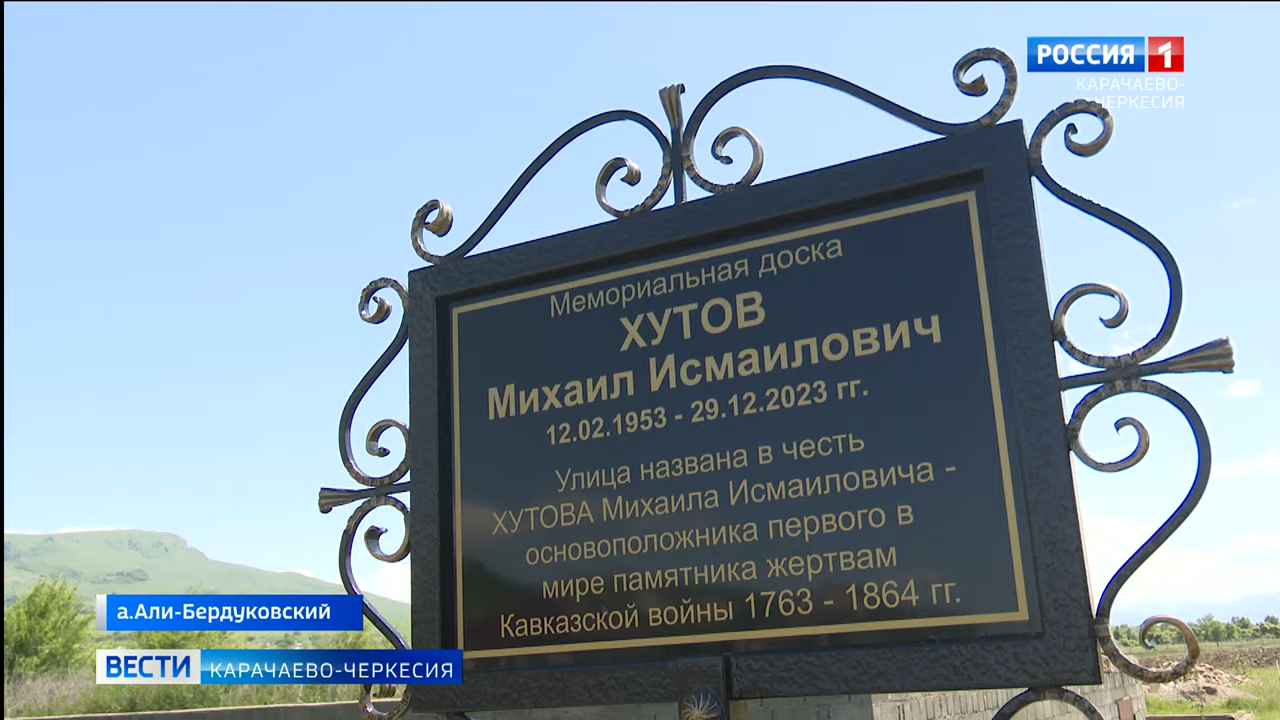 РОССИЯ 1
КАРАЧАЕВО-
ЧЕРКЕСИЯ
Мемориальная доска
ХУТОВ
Михаил Исмаилович
12.02.1953 - 29.12.2023 гг.
Улица названа в честь
ХУТОВА Михаила Исмаиловича -
основоположника первого в
мире памятника жертвам
Кавказской войны 1763 - 1864 гг.
а.Али-Бердуковский
ВЕСТИ КАРАЧАЕВО-ЧЕРКЕСИЯ